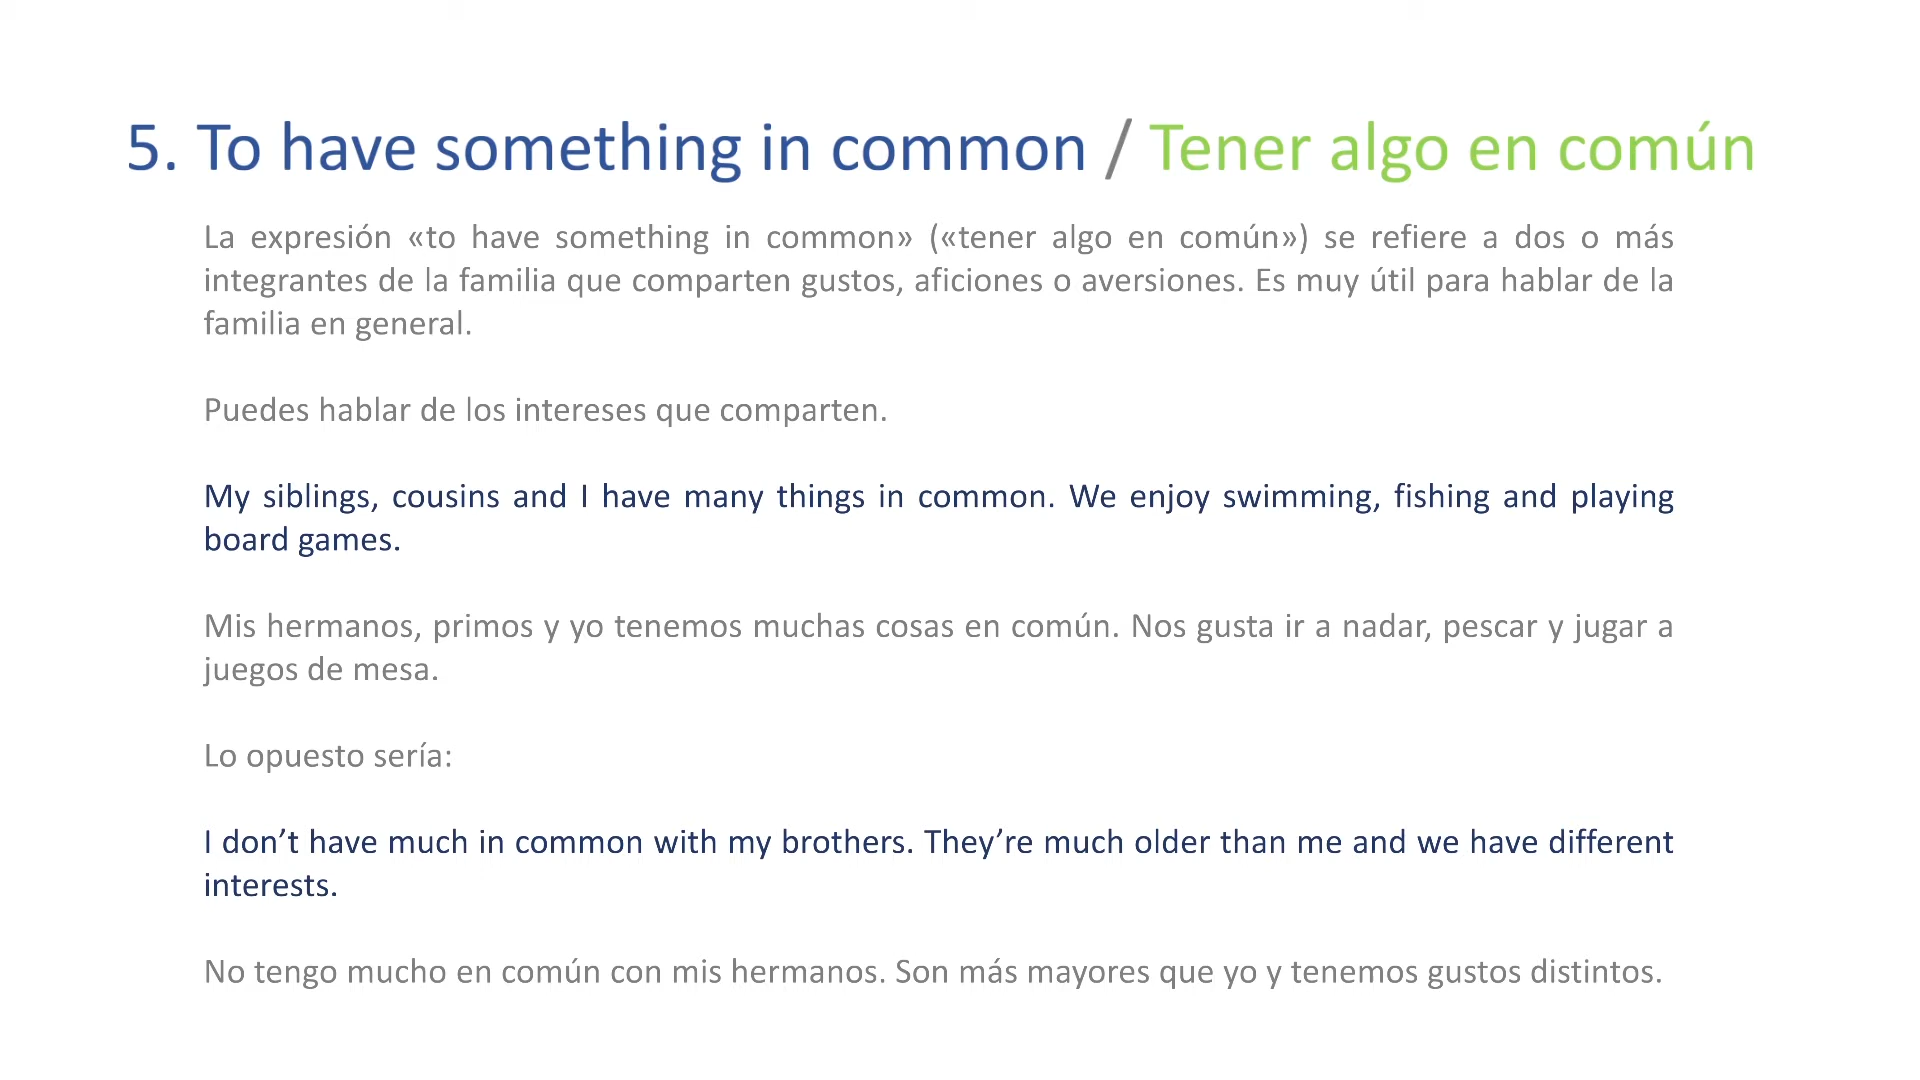 5. To have something in common / Tener algo en común
La expresión «to have something in common» («tener algo en común») se refiere a dos o más
integrantes de la familia que comparten gustos, aficiones o aversiones. Es muy útil para hablar de la
familia en general.
Puedes hablar de los intereses que comparten.
My siblings, cousins and I have many things in common. We enjoy swimming, fishing and playing
board games.
Mis hermanos, primos y yo tenemos muchas cosas en común. Nos gusta ir a nadar, pescar y jugar a
juegos de mesa.
Lo opuesto sería:
I don’t have much in common with my brothers. They’re much older than me and we have different
interests.
No tengo mucho en común con mis hermanos. Son más mayores que yo y tenemos gustos distintos.